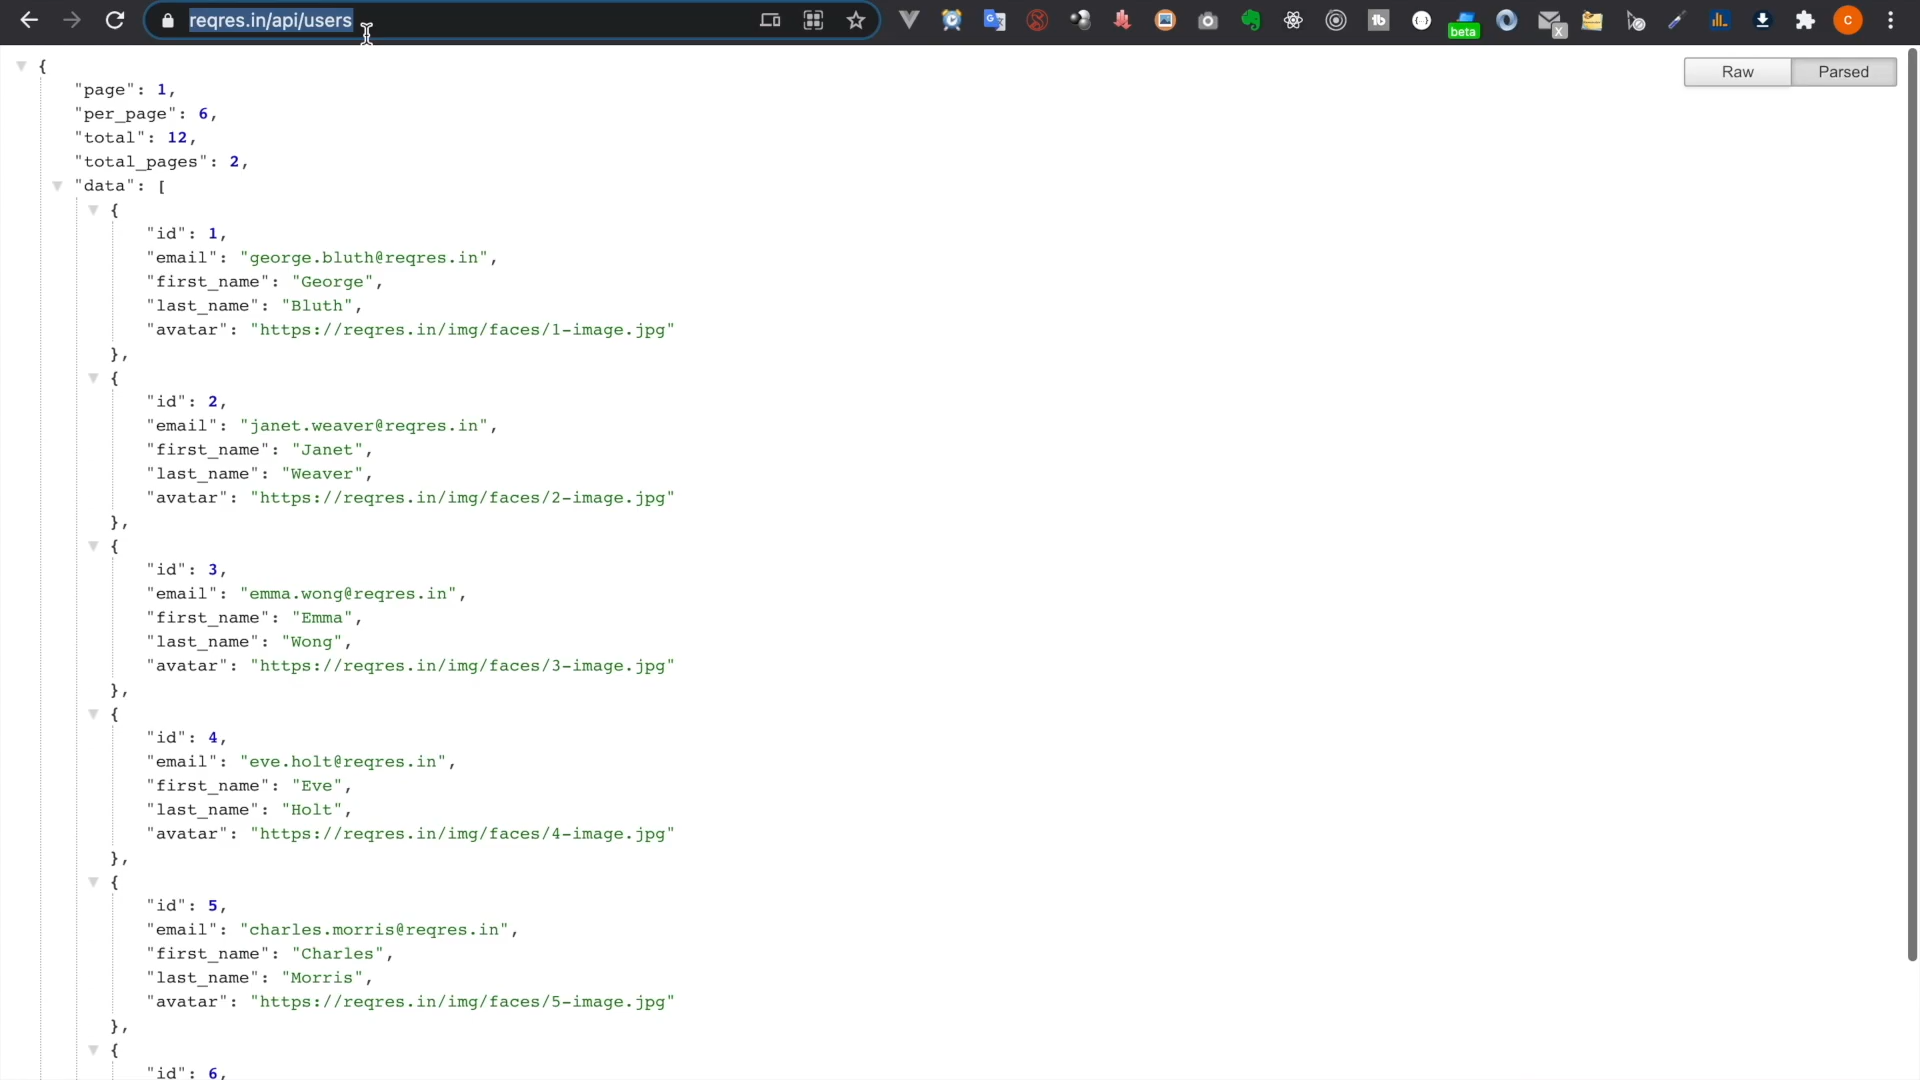 reqres.in/api/users
beta
X
C
Raw
Parsed
{
"page": 1,
"per_page": 6,
"total": 12,
"total_pages": 2,
"data": [
{
"id": 1,
"email": "george.bluth@reqres.in",
"first_name": "George",
"last_name": "Bluth",
"avatar": "https://reqres.in/img/faces/1-image.jpg"
},
{
"id": 2,
"email": "janet.weaver@reqres.in",
"first_name": "Janet",
"last_name": "Weaver",
"avatar": "https://reqres.in/img/faces/2-image.jpg"
},
{
"id": 3,
"email": "emma.wong@reqres.in",
"first_name": "Emma",
"last_name": "Wong",
"avatar": "https://reqres.in/img/faces/3-image.jpg"
},
{
"id": 4,
"email": "eve.holt@reqres.in",
"first_name": "Eve",
"last_name": "Holt",
"avatar": "https://reqres.in/img/faces/4-image.jpg"
},
{
"id": 5,
"email": "charles.morris@reqres.in",
"first_name": "Charles",
"last_name": "Morris",
"avatar": "https://reqres.in/img/faces/5-image.jpg"
},
{
"id": 6,